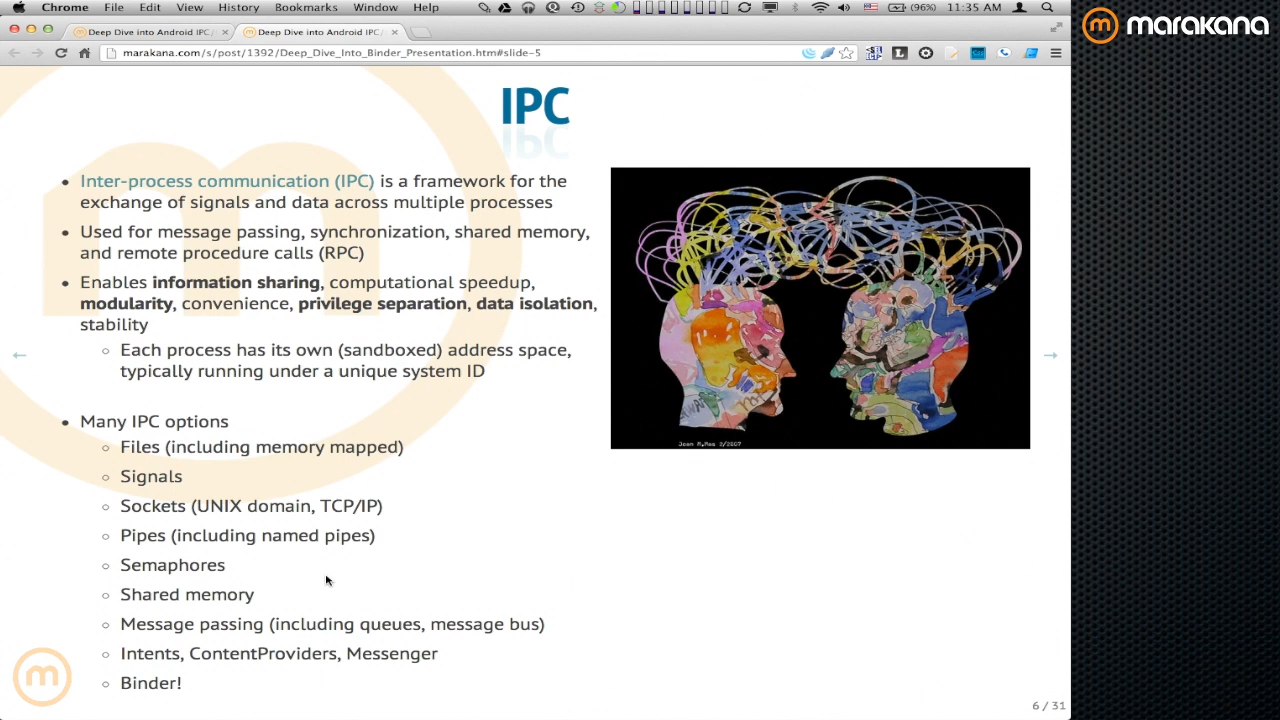 Chrome File Edit View History Bookmarks Window Help (96%) 11:35 AM
marakana
Deep Dive into Android IPC/ Deep Dive into Android IPC/
marakana.com/s/post/1392/Deep_Dive_Into_Binder_Presentation.htm#slide-5
IPC
Inter-process communication (IPC) is a framework for the
exchange of signals and data across multiple processes
Used for message passing, synchronization, shared memory,
and remote procedure calls (RPC)
Enables information sharing, computational speedup,
modularity, convenience, privilege separation, data isolation,
stability
Each process has its own (sandboxed) address space,
typically running under a unique system ID
Many IPC options
Files (including memory mapped)
Signals
Sockets (UNIX domain, TCP/IP)
Pipes (including named pipes)
Semaphores
Shared memory
Message passing (including queues, message bus)
Intents, ContentProviders, Messenger
Binder!
6 / 31